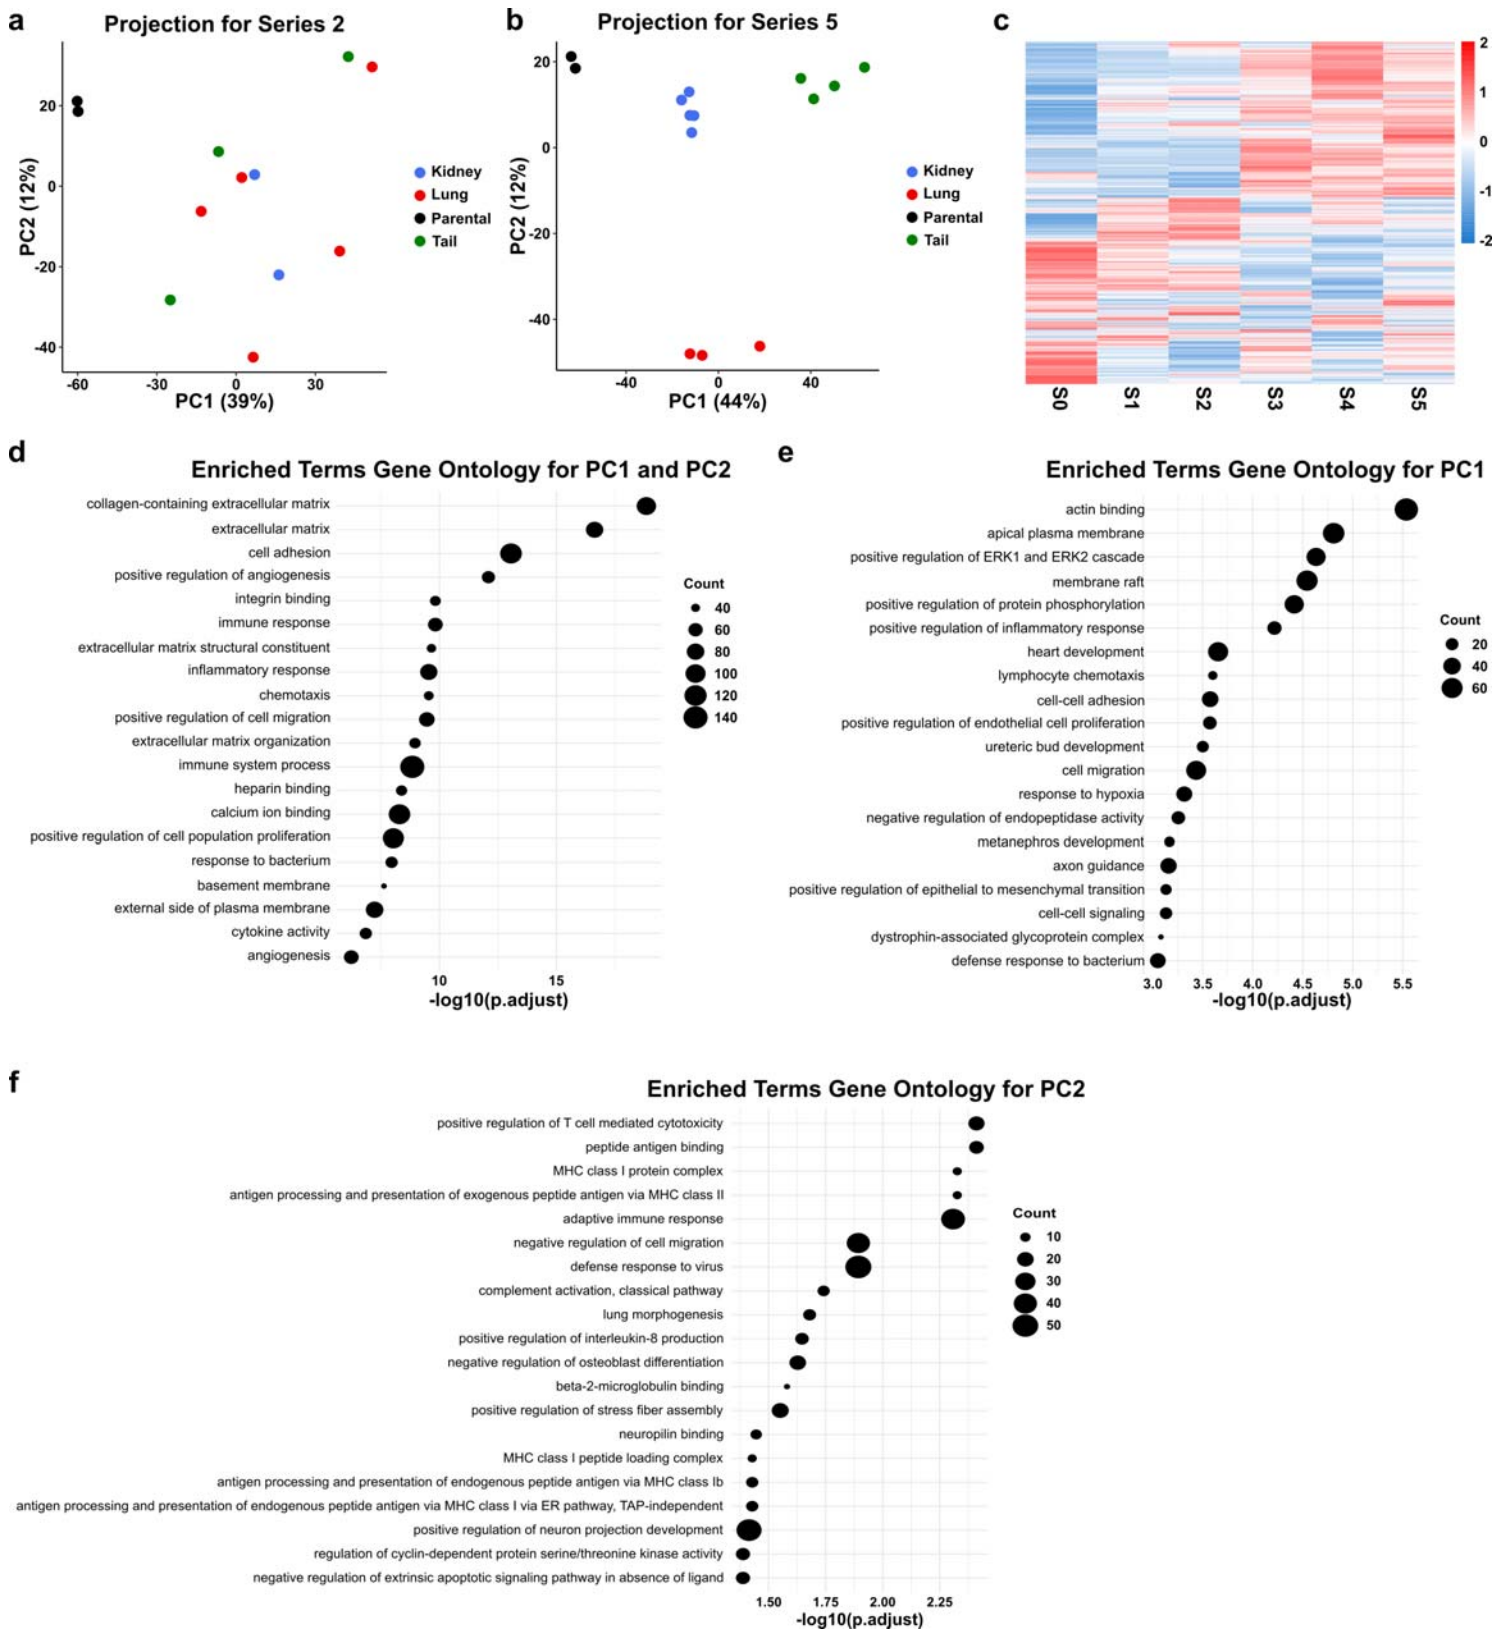 a
Projection for Series 2
20
0
-20
-40
PC2 (12%)
-60
-30
0
30
PC1 (39%)
Kidney
Lung
Parental
Tail
b
Projection for Series 5
20
0
-20
-40
PC2 (12%)
-40
0
40
PC1 (44%)
Kidney
Lung
Parental
Tail
c
2
1
0
-1
-2
S0
S1
S2
S3
S4
S5
d
Enriched Terms Gene Ontology for PC1 and PC2
collagen-containing extracellular matrix
extracellular matrix
cell adhesion
positive regulation of angiogenesis
integrin binding
immune response
extracellular matrix structural constituent
inflammatory response
chemotaxis
positive regulation of cell migration
extracellular matrix organization
immune system process
heparin binding
calcium ion binding
positive regulation of cell population proliferation
response to bacterium
basement membrane
external side of plasma membrane
cytokine activity
angiogenesis
10
15
-log10(p.adjust)
Count
40
60
80
100
120
140
e
Enriched Terms Gene Ontology for PC1
actin binding
apical plasma membrane
positive regulation of ERK1 and ERK2 cascade
membrane raft
positive regulation of protein phosphorylation
positive regulation of inflammatory response
heart development
lymphocyte chemotaxis
cell-cell adhesion
positive regulation of endothelial cell proliferation
ureteric bud development
cell migration
response to hypoxia
negative regulation of endopeptidase activity
metanephros development
axon guidance
positive regulation of epithelial to mesenchymal transition
cell-cell signaling
dystrophin-associated glycoprotein complex
defense response to bacterium
3.0
3.5
4.0
4.5
5.0
5.5
-log10(p.adjust)
Count
20
40
60
f
Enriched Terms Gene Ontology for PC2
positive regulation of T cell mediated cytotoxicity
peptide antigen binding
MHC class I protein complex
antigen processing and presentation of exogenous peptide antigen via MHC class II
adaptive immune response
negative regulation of cell migration
defense response to virus
complement activation, classical pathway
lung morphogenesis
positive regulation of interleukin-8 production
negative regulation of osteoblast differentiation
beta-2-microglobulin binding
positive regulation of stress fiber assembly
neuropilin binding
MHC class I peptide loading complex
antigen processing and presentation of endogenous peptide antigen via MHC class Ib
antigen processing and presentation of endogenous peptide antigen via MHC class I via ER pathway, TAP-independent
positive regulation of neuron projection development
regulation of cyclin-dependent protein serine/threonine kinase activity
negative regulation of extrinsic apoptotic signaling pathway in absence of ligand
1.50
1.75
2.00
2.25
-log10(p.adjust)
Count
10
20
30
40
50